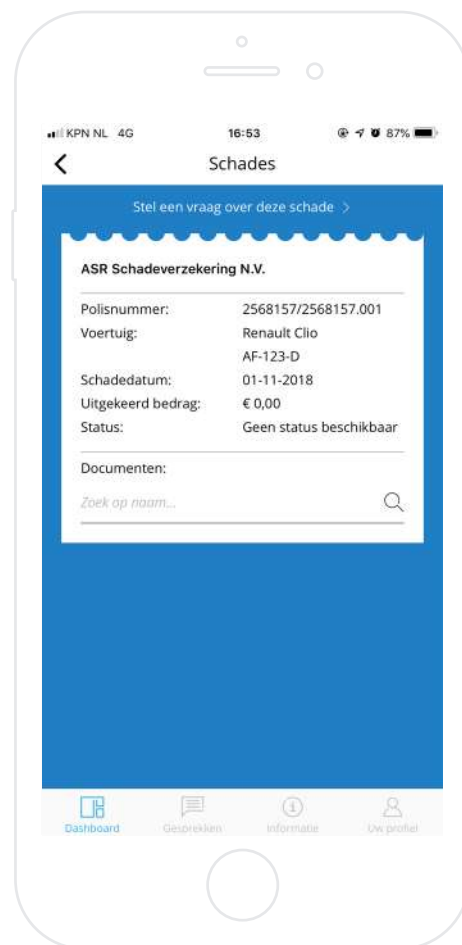 KPN NL 4G 16:53 87%
Schades
Stel een vraag over deze schade >
ASR Schadeverzekering N.V.
Polisnummer: 2568157/2568157.001
Voertuig: Renault Clio
AF-123-D
Schadedatum: 01-11-2018
Uitgekeerd bedrag: € 0,00
Status: Geen status beschikbaar
Documenten:
Zoek op naam...
Dashboard Gesprekken Informatie Uw profiel